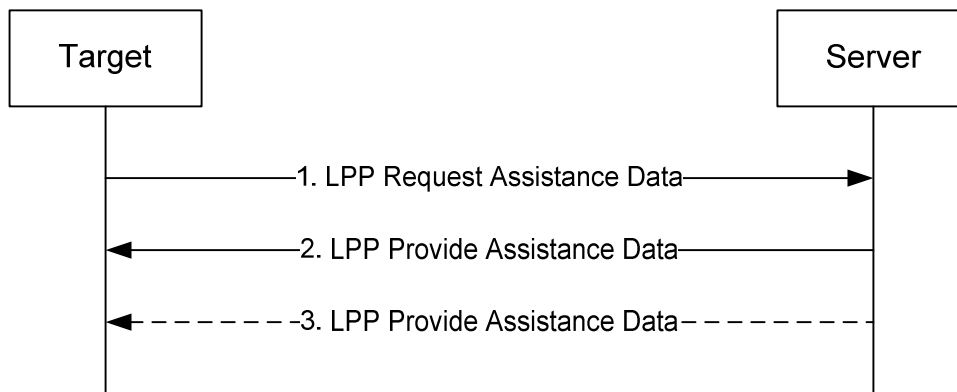 Target
Server
1. LPP Request Assistance Data
2. LPP Provide Assistance Data
3. LPP Provide Assistance Data